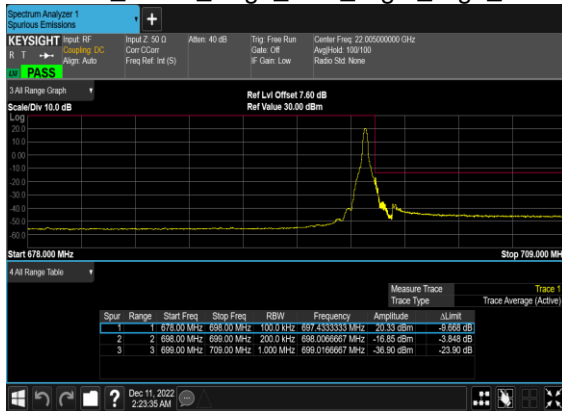 Spectrum Analyzer 1
Spurious Emissions
KEYSIGHT Input: RF Input Z: 50 Ω Atten: 40 dB Trig: Free Run Center Freq: 22.005000000 GHz
R T Coupling: DC Corr CCorr Gate: Off Avg|Hold: 100/100
Align: Auto Freq Ref: Int (S) IF Gain: Low Radio Std: None
PASS
3 All Range Graph
Ref Lvl Offset 7.60 dB
Scale/Div 10.0 dB Ref Value 30.00 dBm
Log
20.0
10.0
0.00
-10.0
-20.0
-30.0
-40.0
-50.0
-60.0
Start 678.000 MHz Stop 709.000 MH
4 All Range Table
Measure Trace Trace 1
Trace Type Trace Average (Active)
Spur Range Start Freq Stop Freq RBW Frequency Amplitude ΔLimit
1 1 678.00 MHz 698.00 MHz 100.0 kHz 697.4333333 MHz 20.33 dBm -9.668 dB
2 2 698.00 MHz 699.00 MHz 200.0 kHz 698.0066667 MHz -16.85 dBm -3.848 dB
3 3 699.00 MHz 709.00 MHz 1.000 MHz 699.0166667 MHz -36.90 dBm -23.90 dB
? Dec 11, 2022
2:23:35 AM